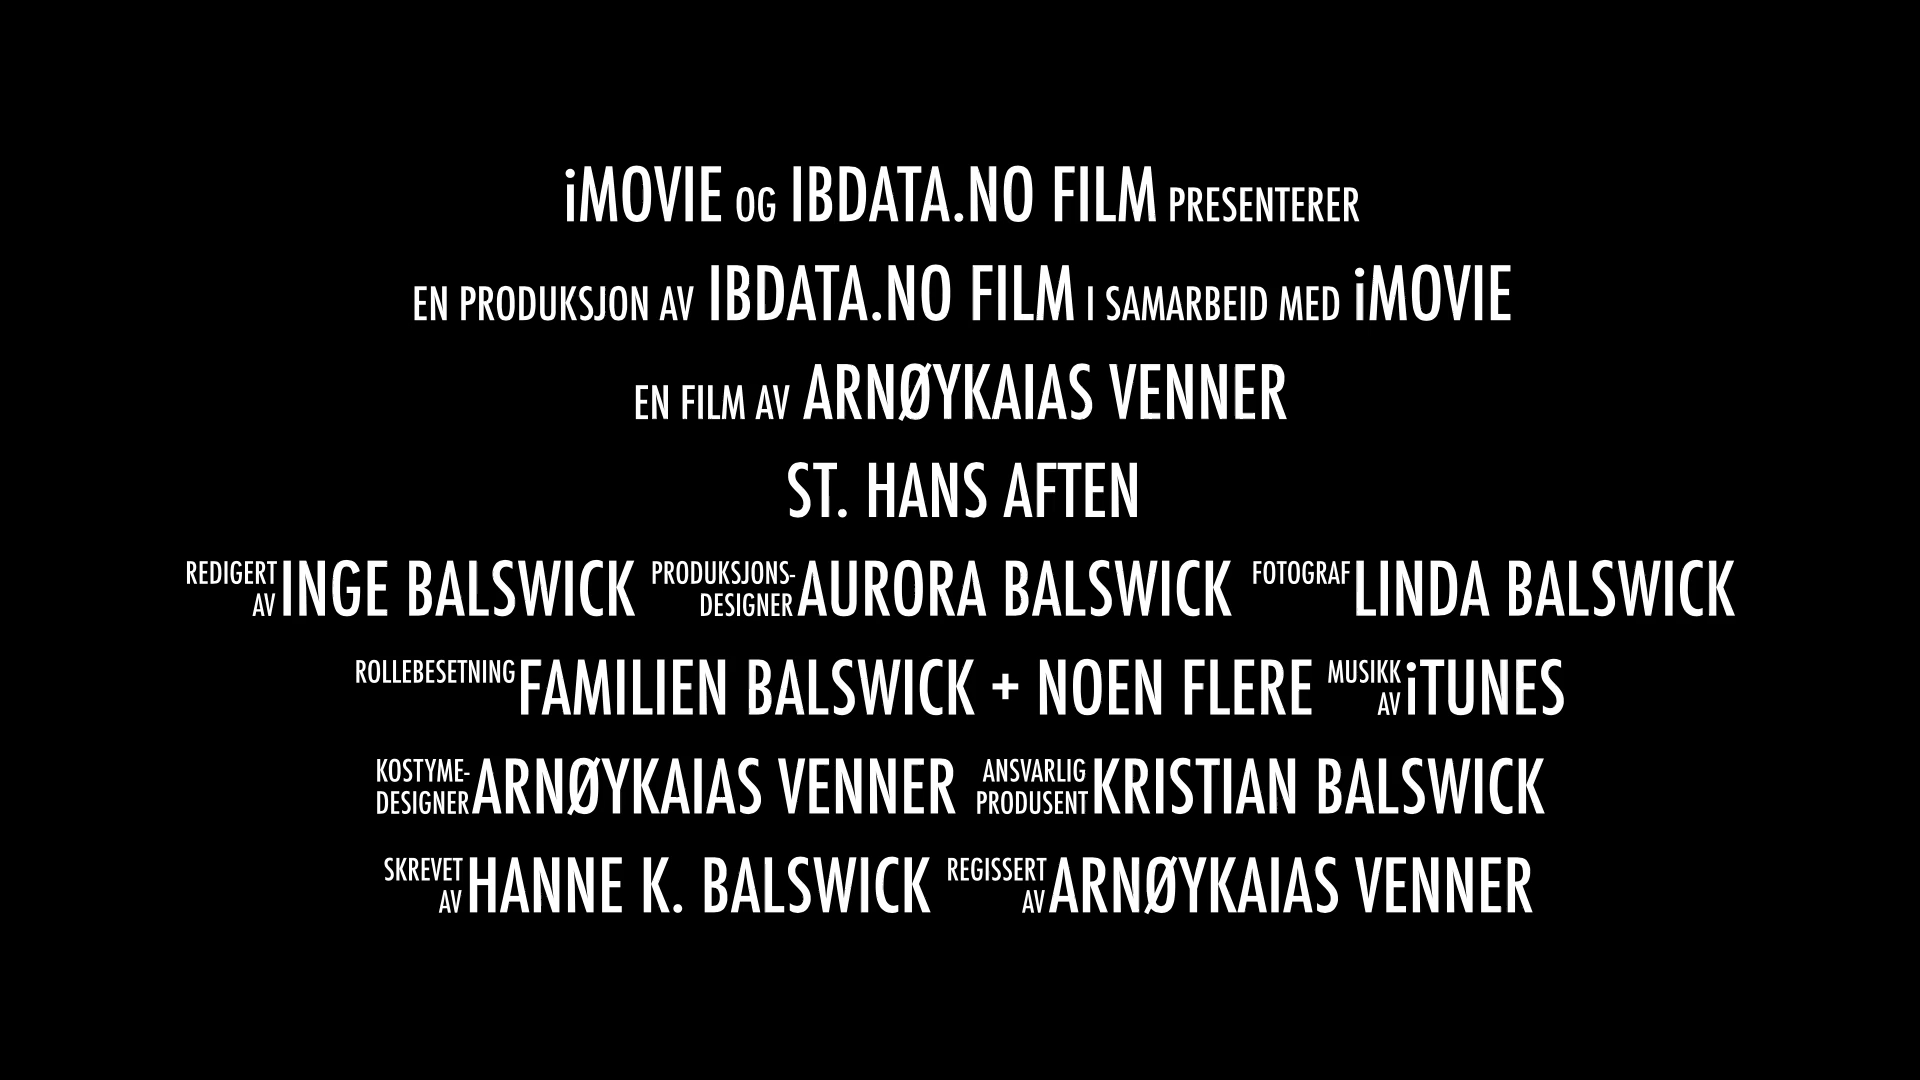 iMOVIE OG IBDATA.NO FILM PRESENTERER
EN PRODUKSJON AV IBDATA.NO FILM I SAMARBEID MED iMOVIE
EN FILM AV ARNØYKAIAS VENNER
ST. HANS AFTEN
REDIGERT AV INGE BALSWICK PRODUKSJONS-DESIGNER AURORA BALSWICK FOTOGRAF LINDA BALSWICK
ROLLEBESETNING FAMILIEN BALSWICK + NOEN FLERE MUSIKK AV iTUNES
KOSTYME-DESIGNER ARNØYKAIAS VENNER ANSVARLIG PRODUSENT KRISTIAN BALSWICK
SKREVET AV HANNE K. BALSWICK REGISSERT AV ARNØYKAIAS VENNER